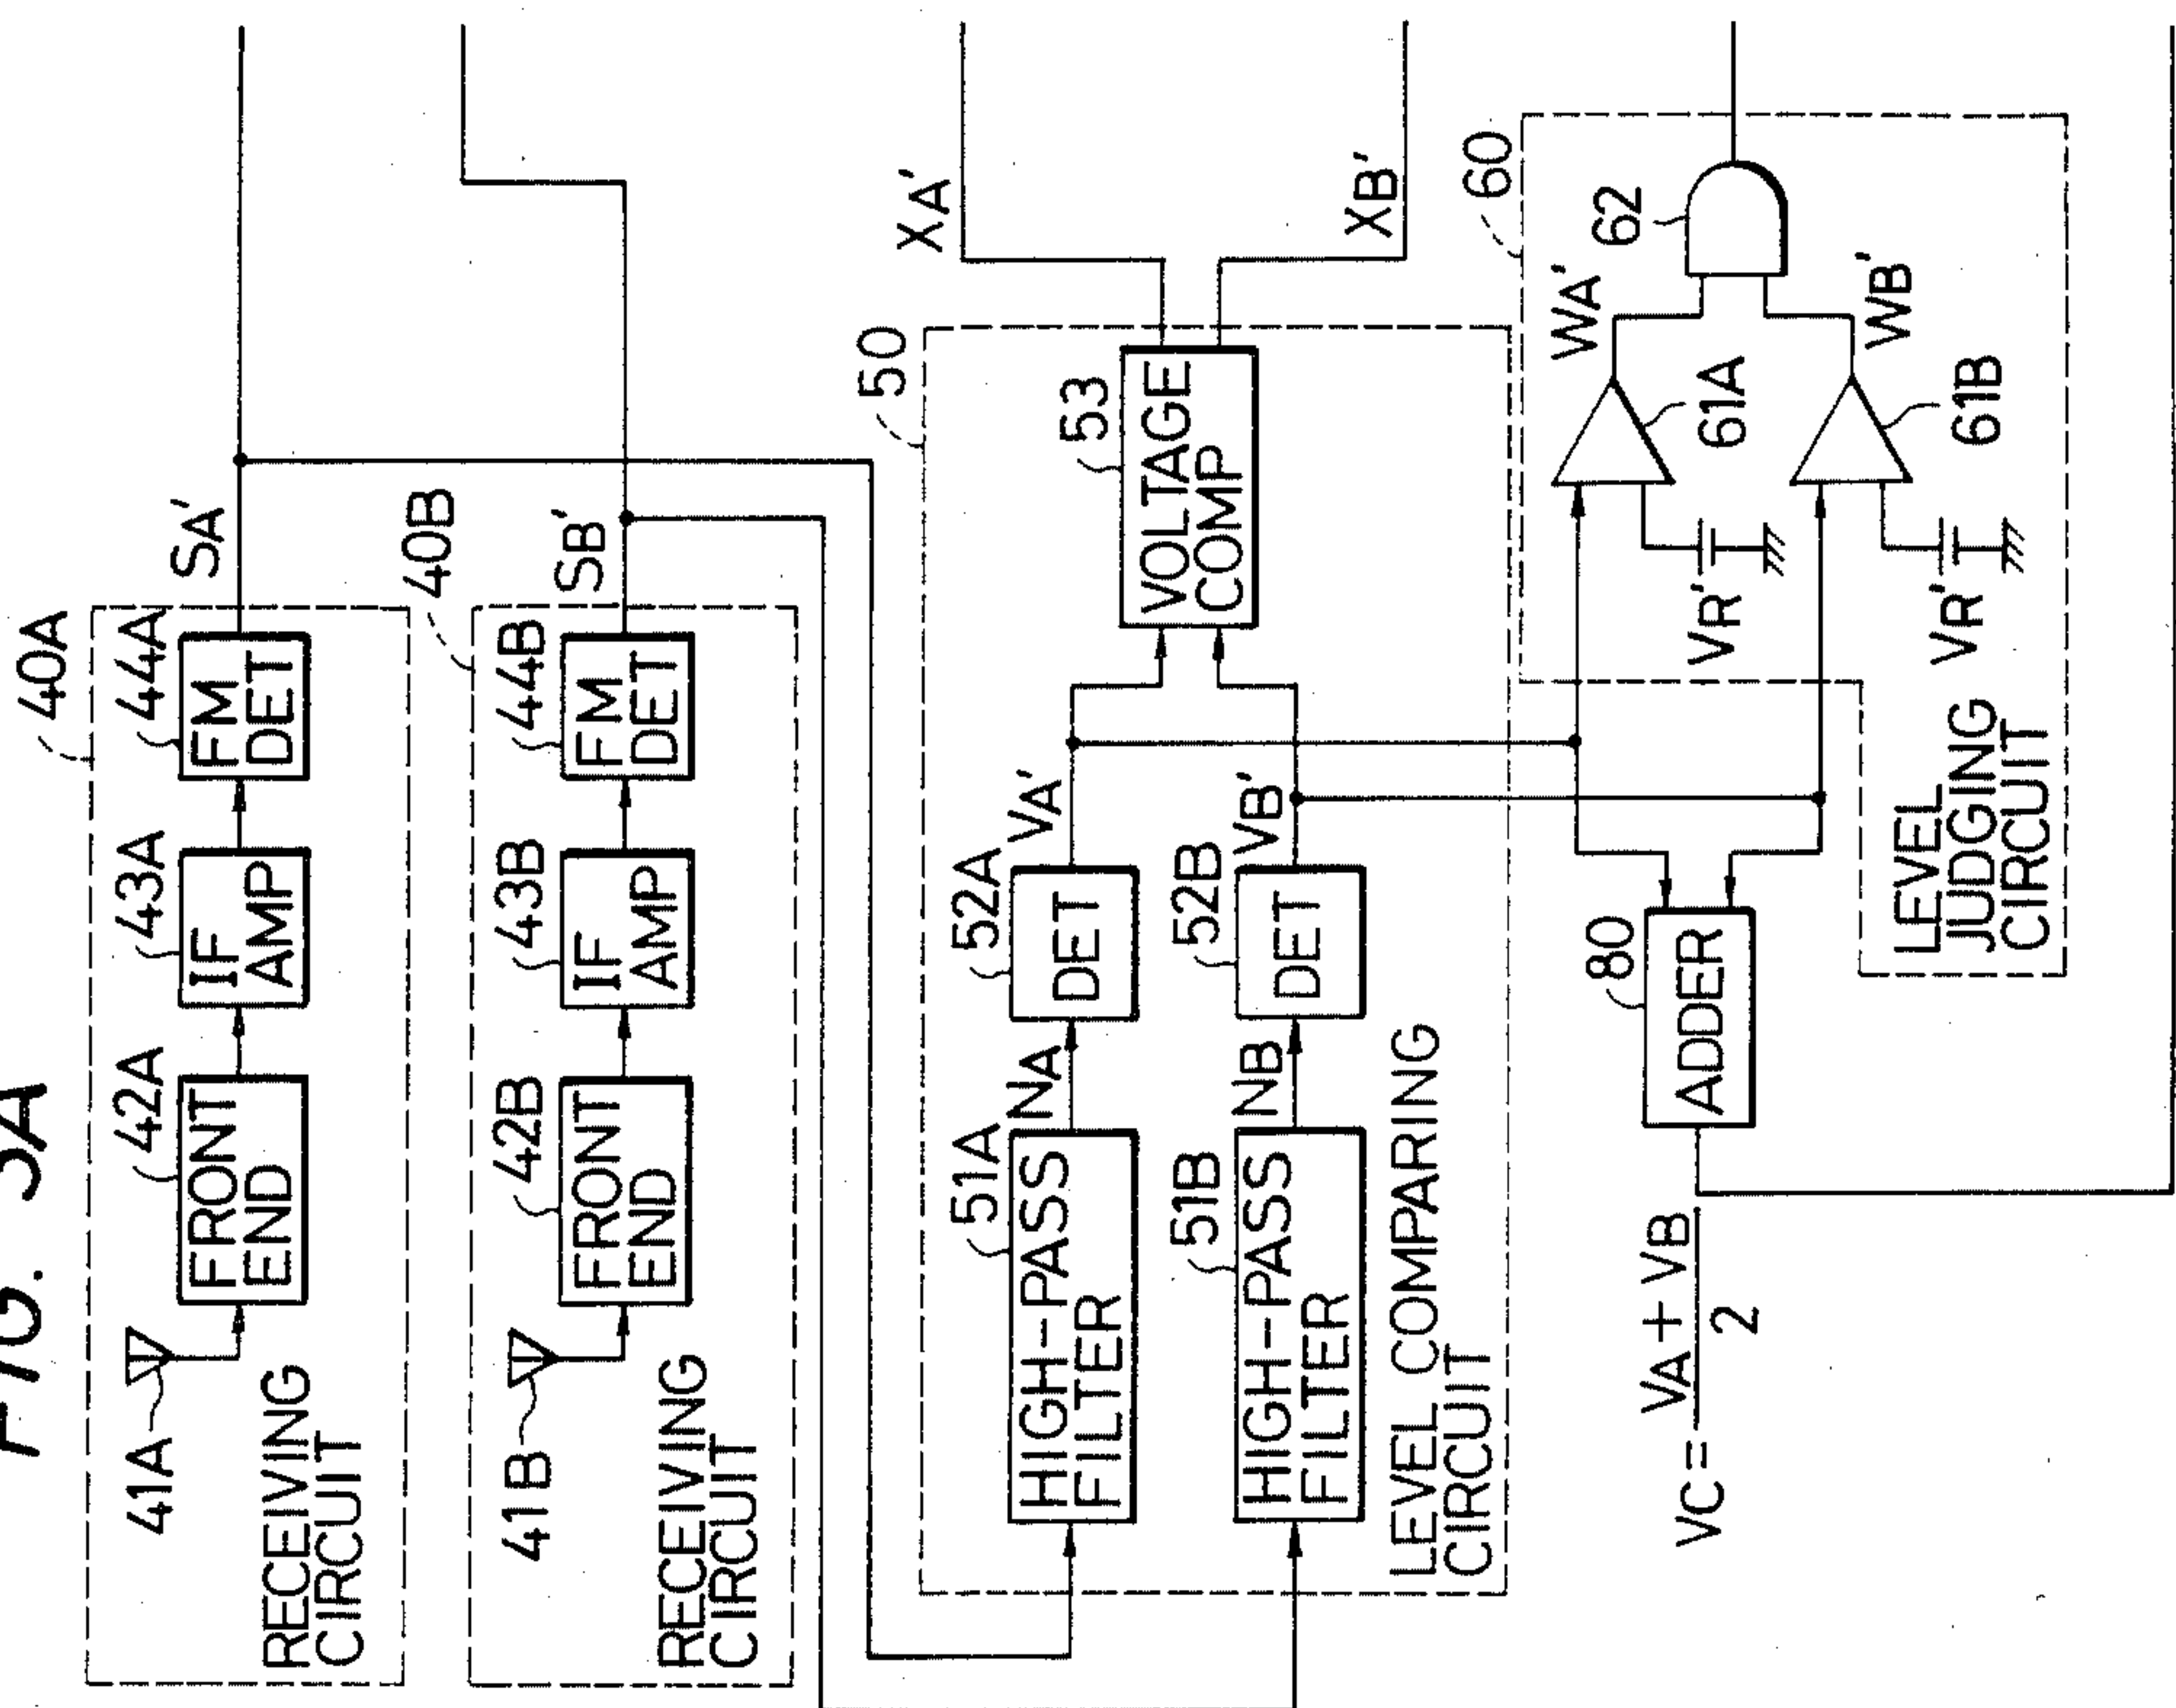 FIG. 3A
40A
41A
42A
43A
44A
SA'
FRONT
END
IF
AMP
FM
DET
RECEIVING
CIRCUIT
40B
41B
42B
43B
44B
SB'
FRONT
END
IF
AMP
FM
DET
RECEIVING
CIRCUIT
50
51A
NA
52A
VA'
53
XA'
HIGH-PASS
FILTER
DET
VOLTAGE
COMP
51B
NB
52B
VB'
XB'
HIGH-PASS
FILTER
DET
LEVEL COMPARING
CIRCUIT
60
WA'
62
61A
VR'
WB'
61B
VR'
80
ADDER
VC = VA + VB
2
LEVEL
JUDGING
CIRCUIT